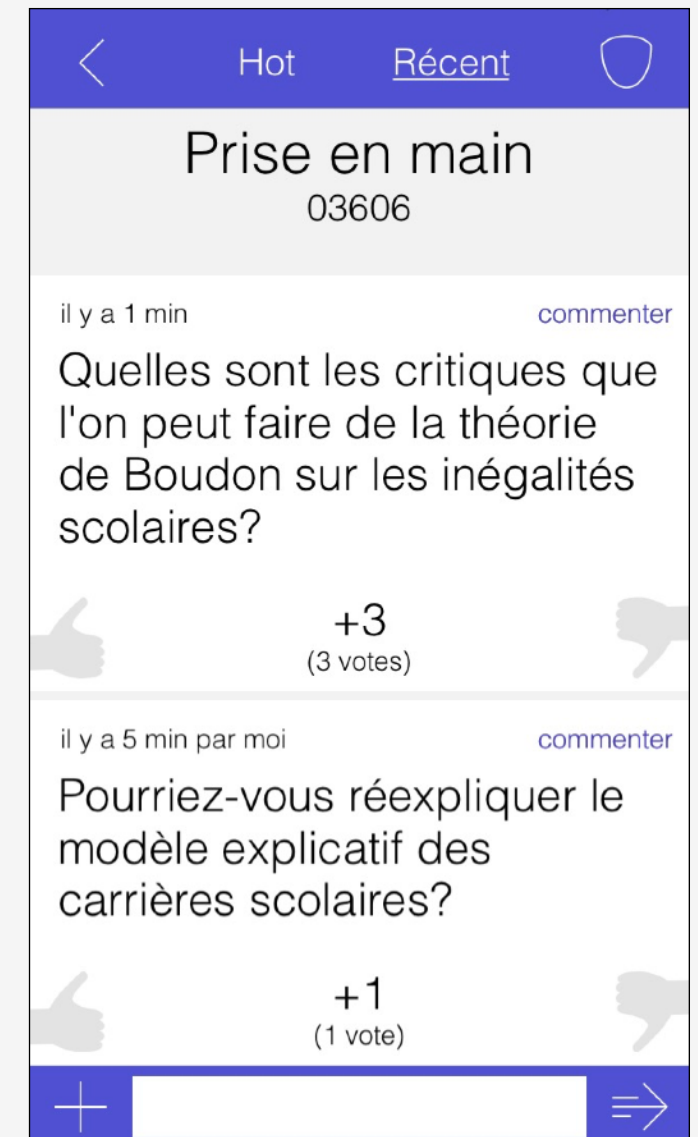 Hot Récent
Prise en main
03606
il y a 1 min commenter
Quelles sont les critiques que
l'on peut faire de la théorie
de Boudon sur les inégalités
scolaires?
+3
(3 votes)
il y a 5 min par moi commenter
Pourriez-vous réexpliquer le
modèle explicatif des
carrières scolaires?
+1
(1 vote)